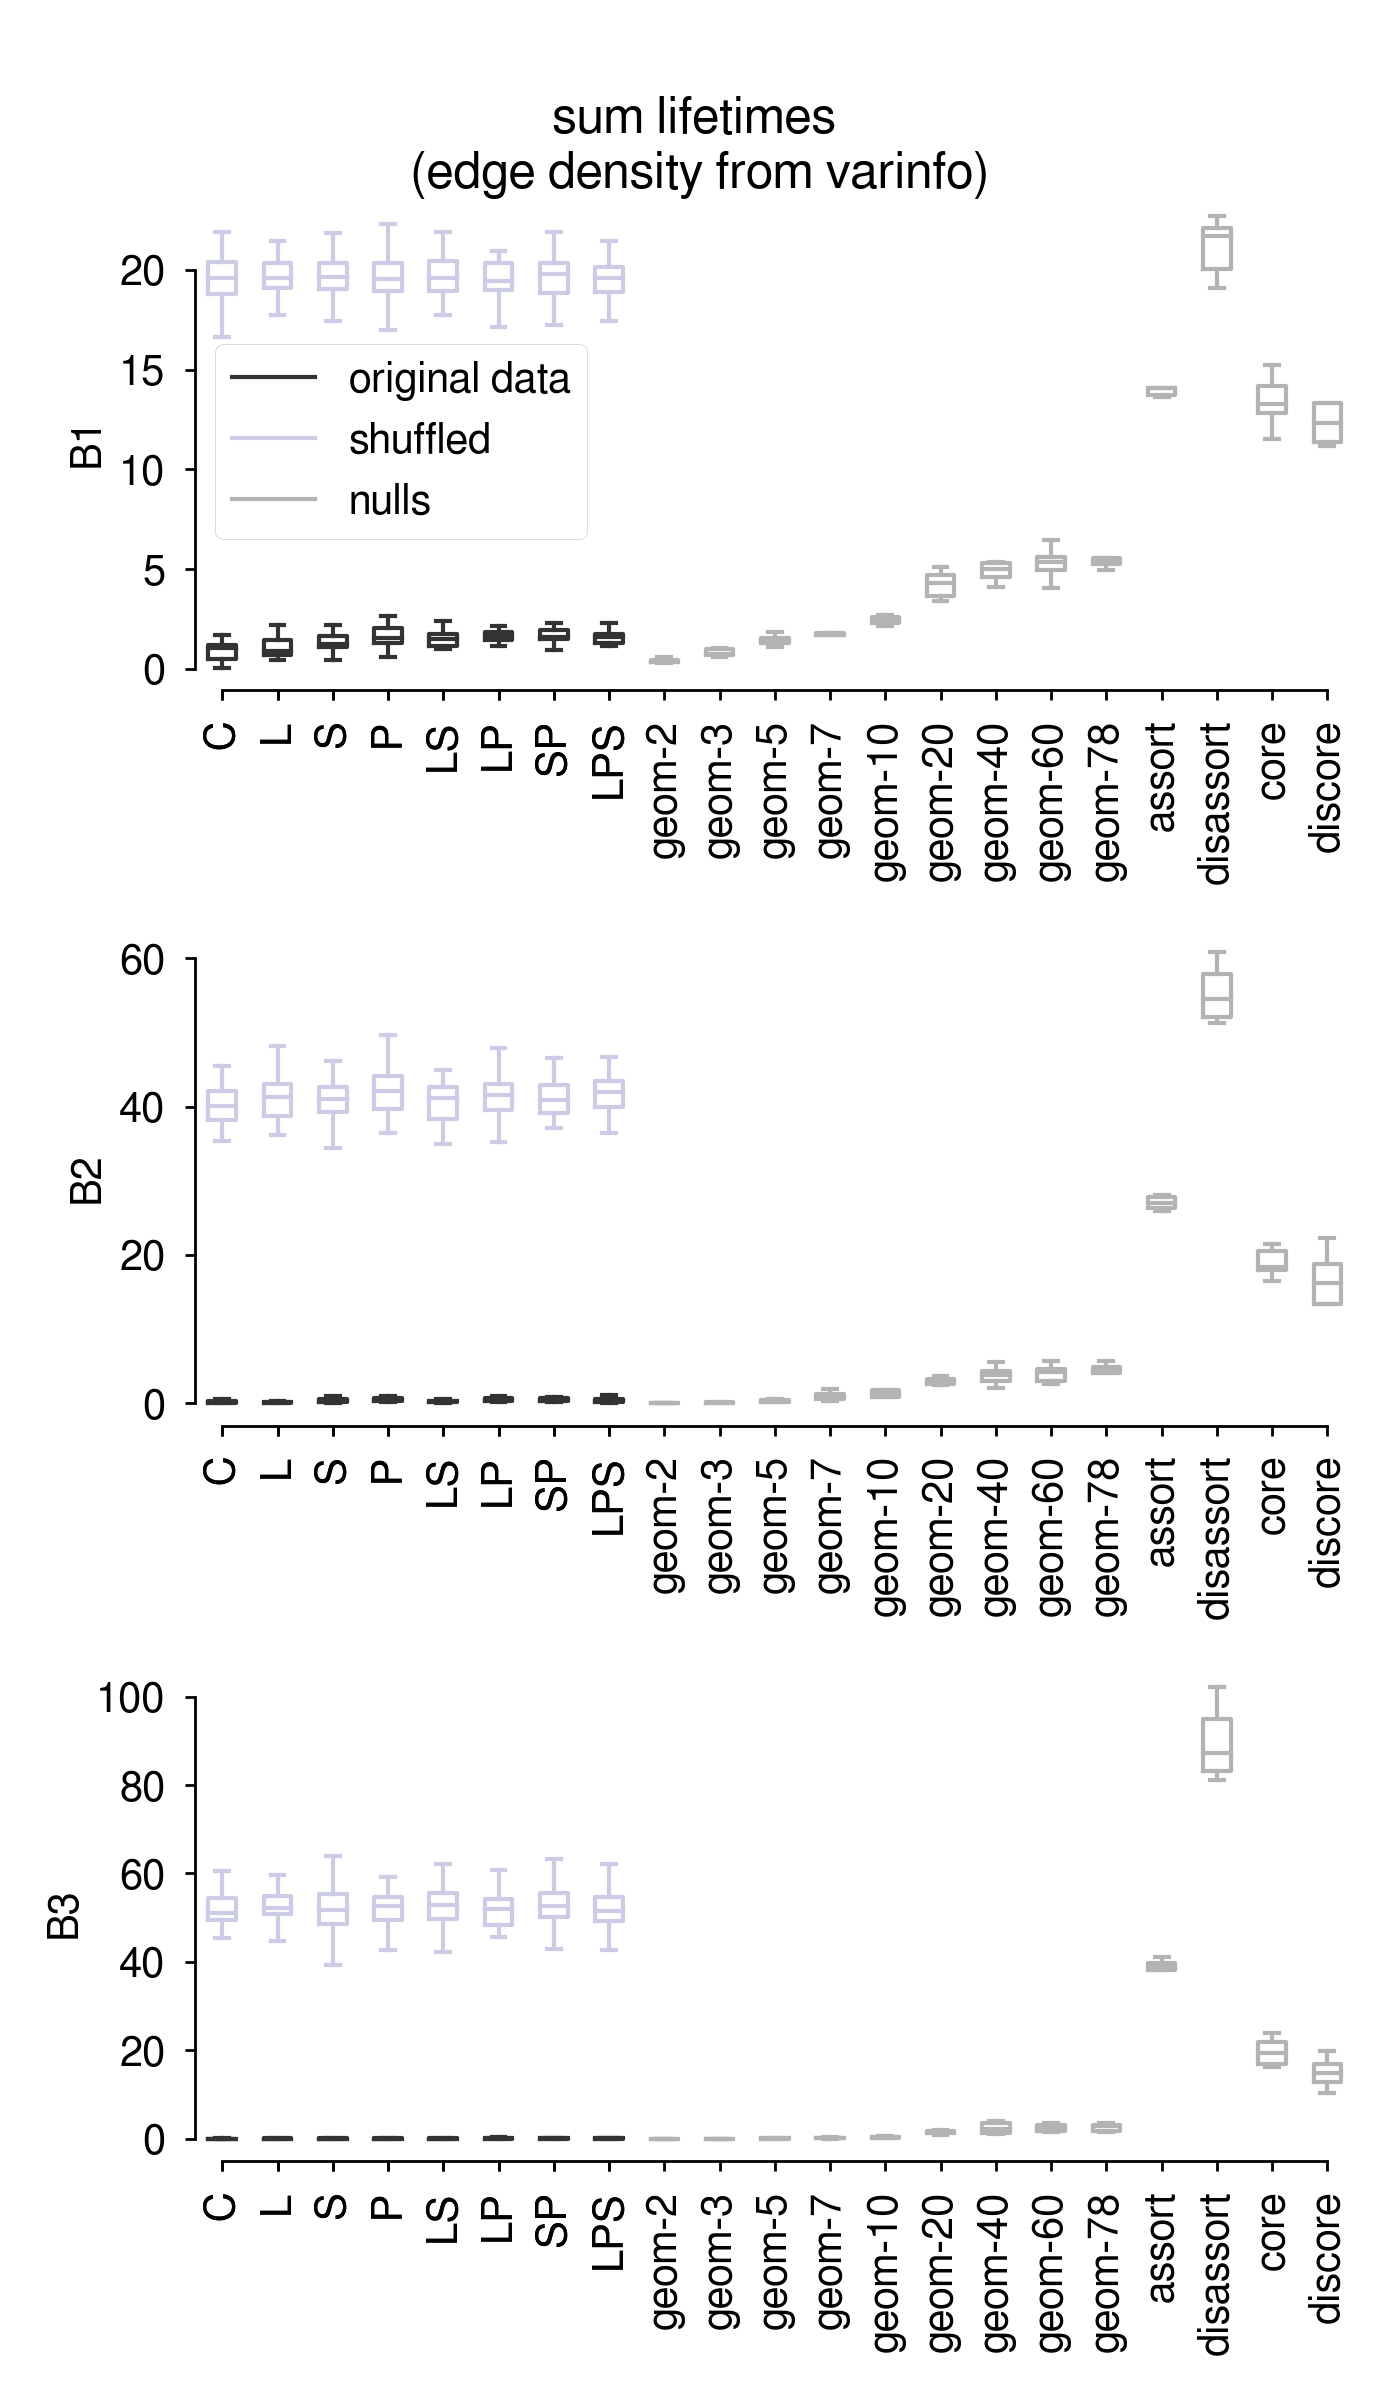 sum lifetimes
(edge density from varinfo)
20
15
10
5
0
B1
original data
shuffled
nulls
C L S P LS LP SP LPS geom-2 geom-3 geom-5 geom-7 geom-10 geom-20 geom-40 geom-60 geom-78 assort disassort core discore
60
40
20
0
B2
C L S P LS LP SP LPS geom-2 geom-3 geom-5 geom-7 geom-10 geom-20 geom-40 geom-60 geom-78 assort disassort core discore
100
80
60
40
20
0
B3
C L S P LS LP SP LPS geom-2 geom-3 geom-5 geom-7 geom-10 geom-20 geom-40 geom-60 geom-78 assort disassort core discore